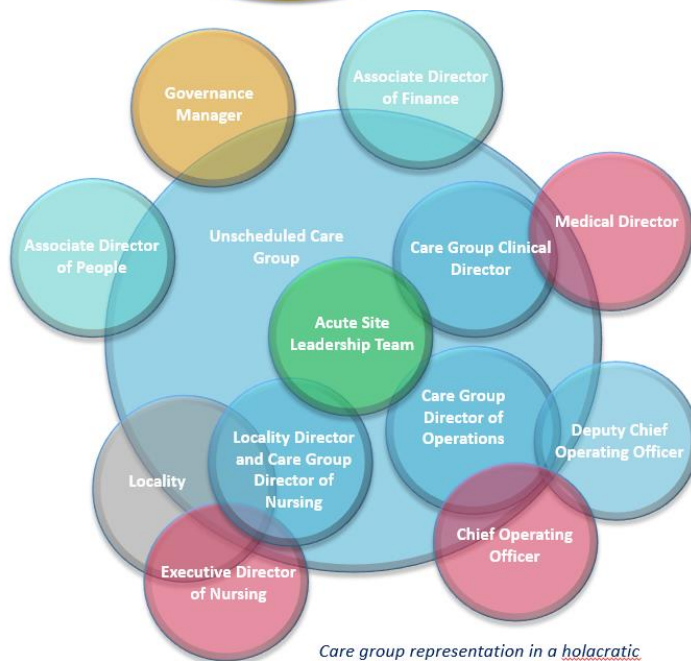 Governance
Manager
Associate Director
of Finance
Associate Director
of People
Unscheduled Care
Group
Care Group Clinical
Director
Medical Director
Acute Site
Leadership Team
Care Group
Director of
Operations
Deputy Chief
Operating Officer
Locality Director
and Care Group
Director of
Nursing
Locality
Chief Operating
Officer
Executive Director
of Nursing
Care group representation in a holacratic